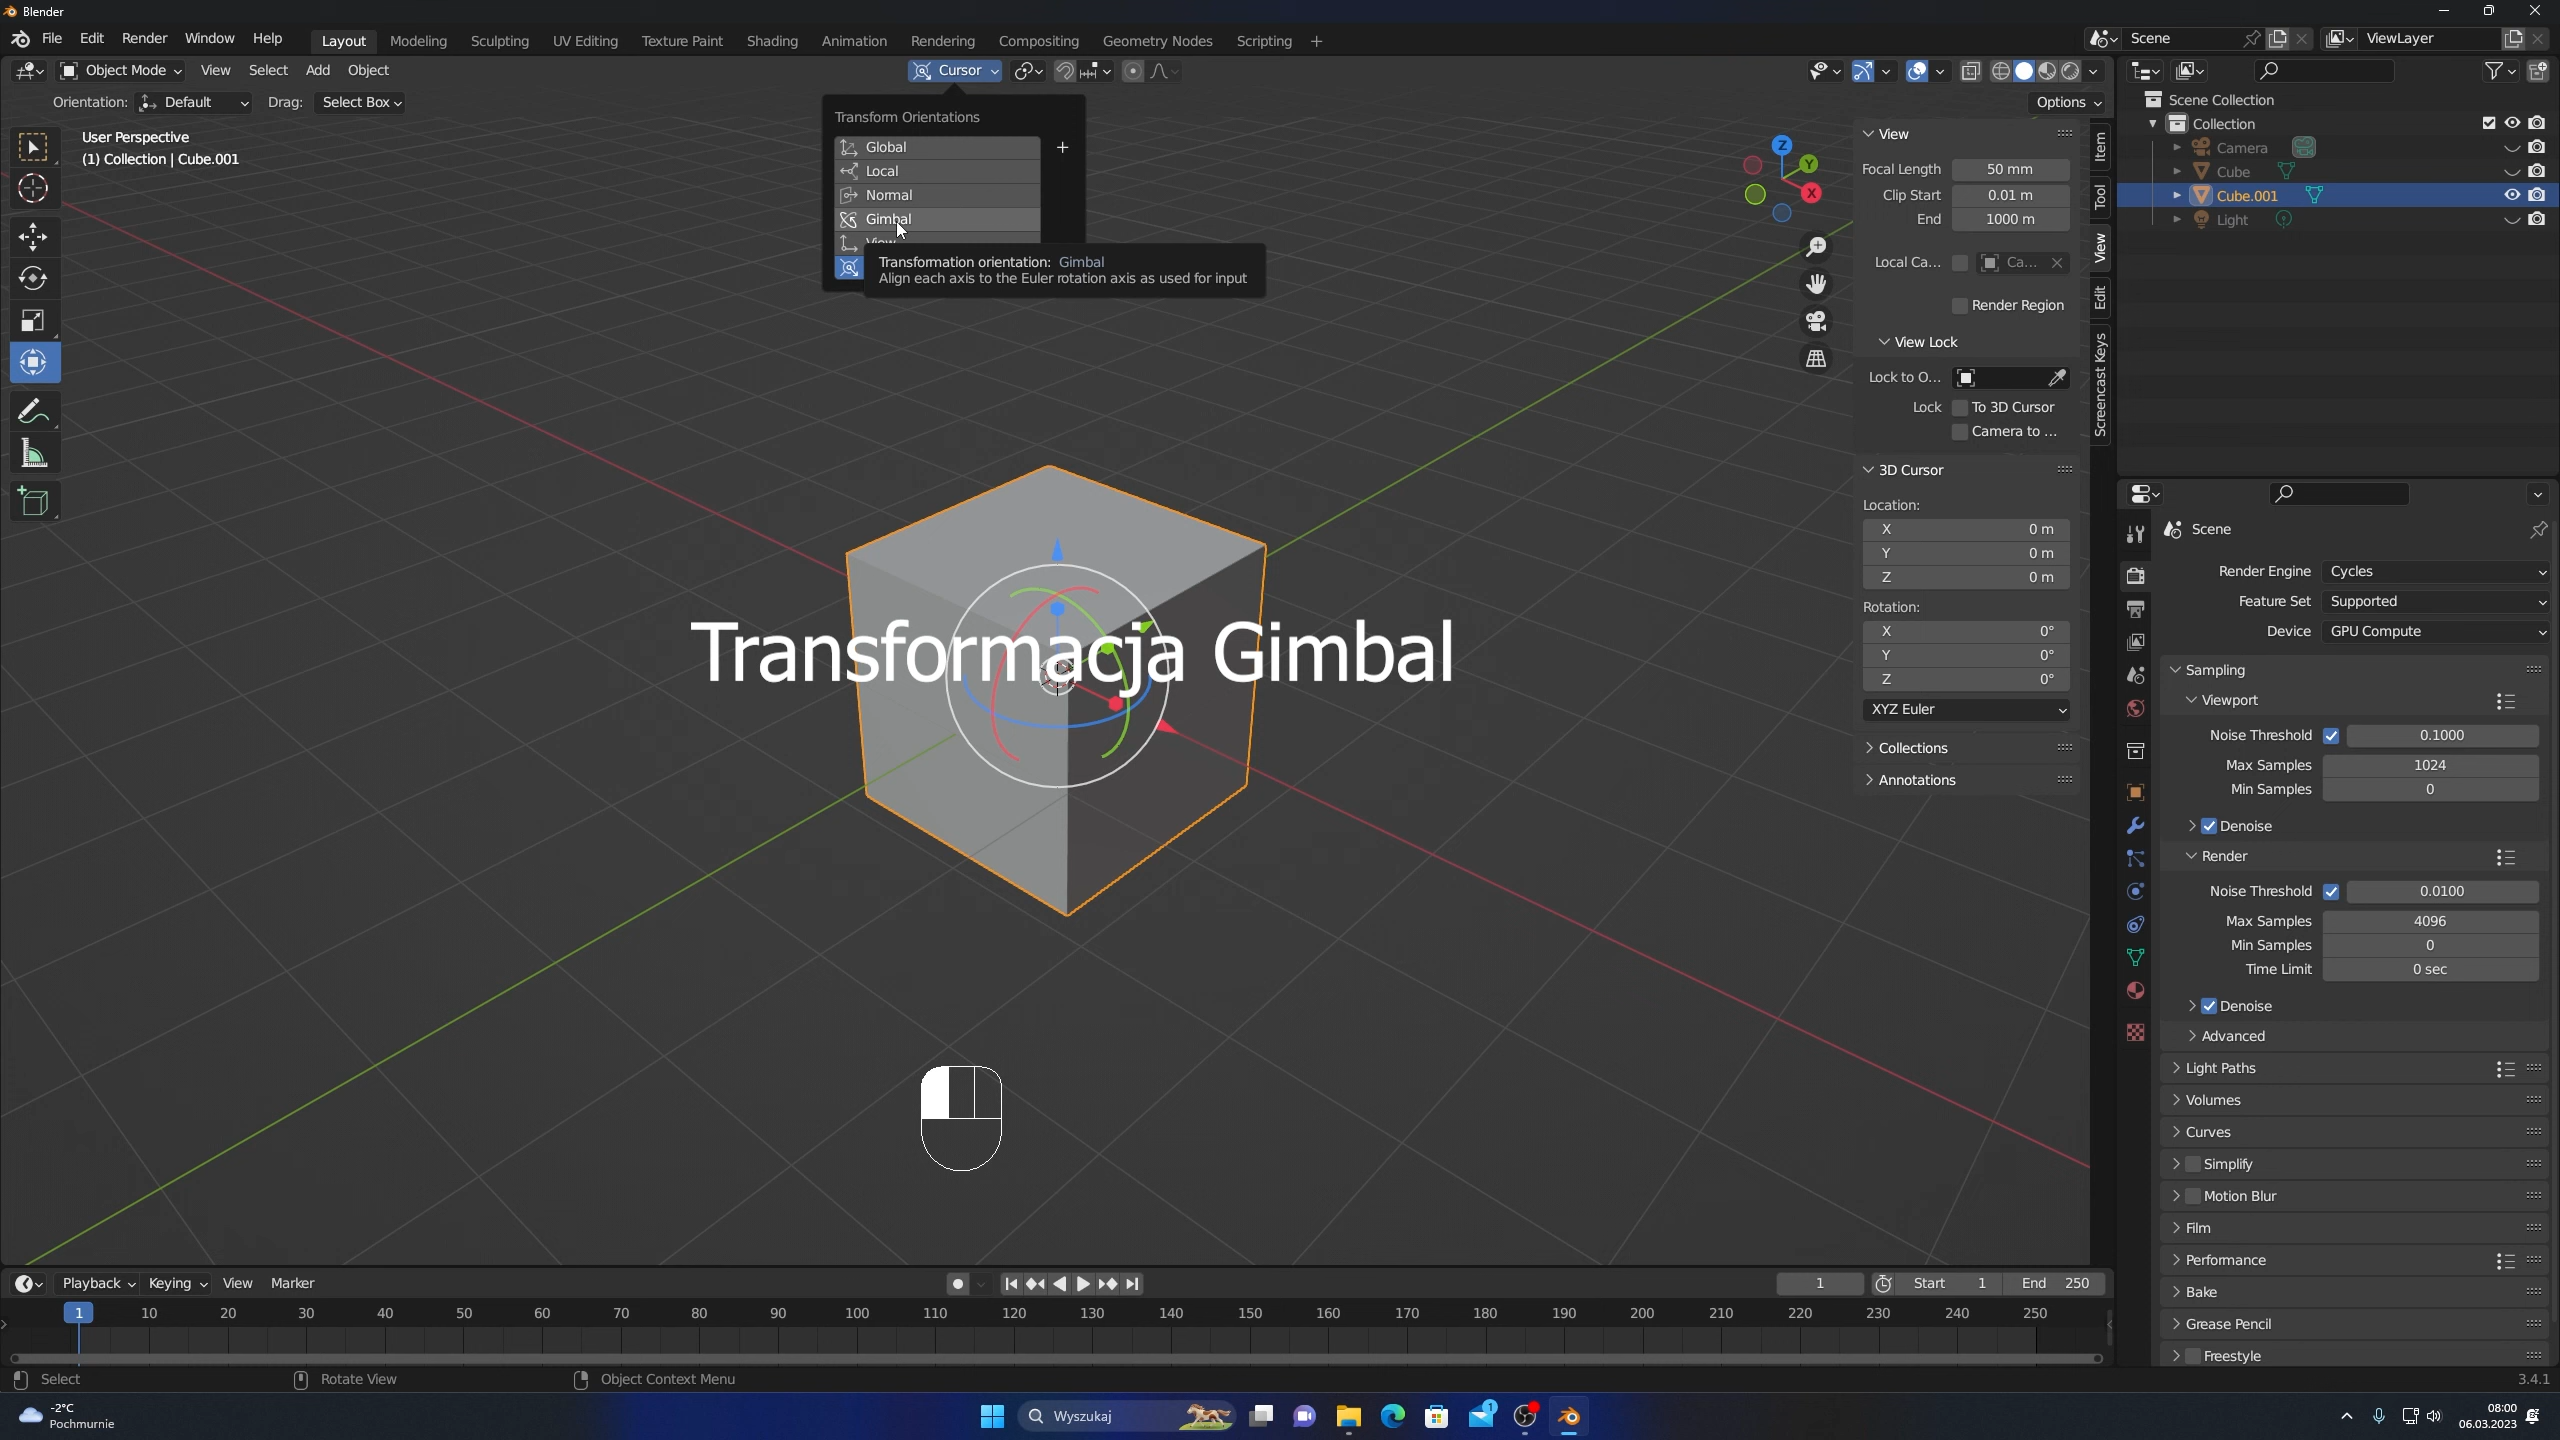 Blender
File Edit Render Window Help Layout Modeling Sculpting UV Editing Texture Paint Shading Animation Rendering Compositing Geometry Nodes Scripting + Scene ViewLayer
Object Mode View Select Add Object Cursor
Orientation: Default Drag: Select Box Options
User Perspective
(1) Collection | Cube.001
Transform Orientations
Global
Local
Normal
Gimbal
View
Transformation orientation: Gimbal
Align each axis to the Euler rotation axis as used for input
Z
Y
X
View
Focal Length 50 mm
Clip Start 0.01 m
End 1000 m
Local Ca... Ca...
Render Region
View Lock
Lock to O...
Lock To 3D Cursor
Camera to ...
3D Cursor
Location:
X 0 m
Y 0 m
Z 0 m
Rotation:
X 0°
Y 0°
Z 0°
XYZ Euler
Collections
Annotations
Item
Tool
View
Edit
Screencast Keys
Transformacja Gimbal
Scene Collection
Collection
Camera
Cube
Cube.001
Light
Scene
Render Engine Cycles
Feature Set Supported
Device GPU Compute
Sampling
Viewport
Noise Threshold 0.1000
Max Samples 1024
Min Samples 0
Denoise
Render
Noise Threshold 0.0100
Max Samples 4096
Min Samples 0
Time Limit 0 sec
Denoise
Advanced
Light Paths
Volumes
Curves
Simplify
Motion Blur
Film
Performance
Bake
Grease Pencil
Freestyle
Playback Keying View Marker 1 Start 1 End 250
1 10 20 30 40 50 60 70 80 90 100 110 120 130 140 150 160 170 180 190 200 210 220 230 240 250
Select Rotate View Object Context Menu 3.4.1
-2°C
Pochmurnie
Wyszukaj
1
08:00
06.03.2023